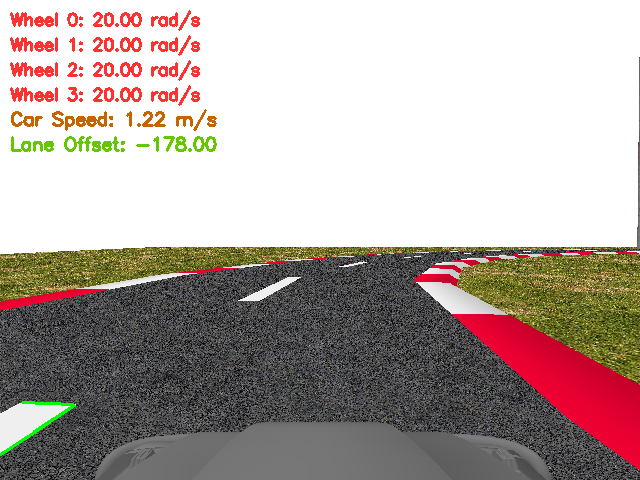 Wheel 0: 20.00 rad/s
Wheel 1: 20.00 rad/s
Wheel 2: 20.00 rad/s
Wheel 3: 20.00 rad/s
Car Speed: 1.22 m/s
Lane Offset: -178.00